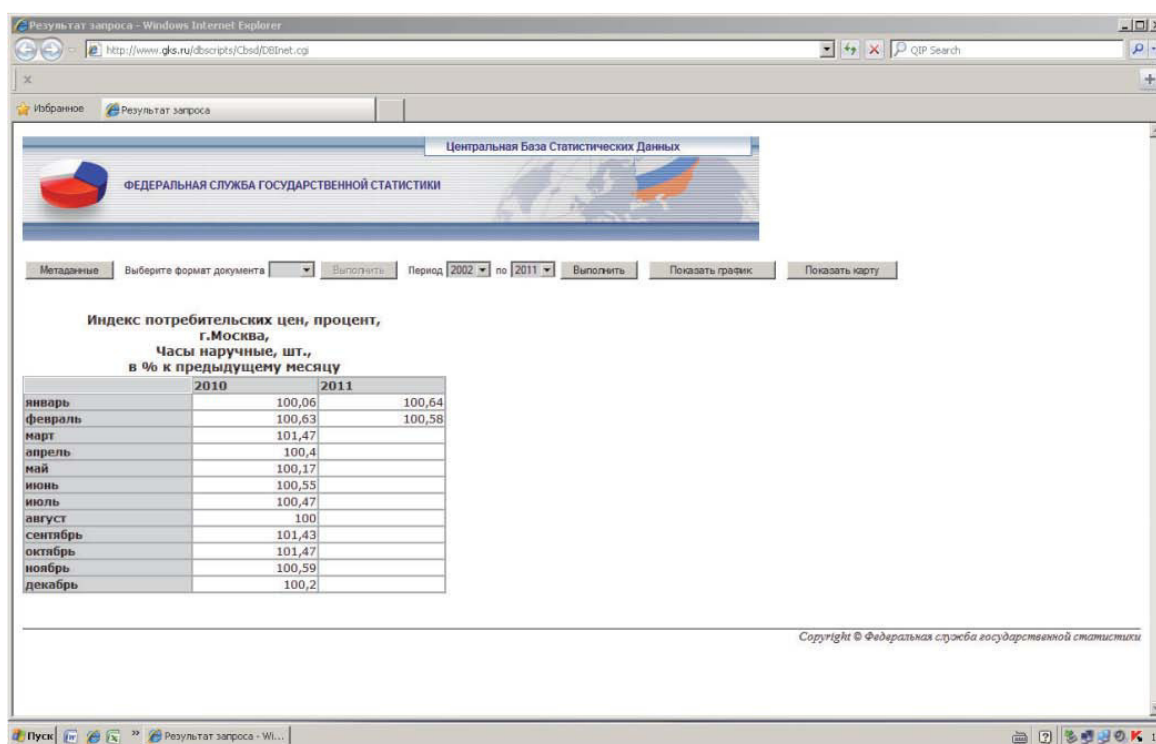 Результат запроса - Windows Internet Explorer
http://www.gks.ru/dbscripts/Cbsd/DBInet.cgi
QIP Search
Избранное
Результат запроса
Центральная База Статистических Данных
ФЕДЕРАЛЬНАЯ СЛУЖБА ГОСУДАРСТВЕННОЙ СТАТИСТИКИ
Метаданные Выберите формат документа Выполнить Период 2002 по 2011 Выполнить Показать график Показать карту
Индекс потребительских цен, процент,
г.Москва,
Часы наручные, шт.,
в % к предыдущему месяцу
2010 2011
январь 100,06 100,64
февраль 100,63 100,58
март 101,47
апрель 100,4
май 100,17
июнь 100,55
июль 100,47
август 100
сентябрь 101,43
октябрь 101,47
ноябрь 100,59
декабрь 100,2
Copyright © Федеральная служба государственной статистики
Пуск
Результат запроса - Wi...